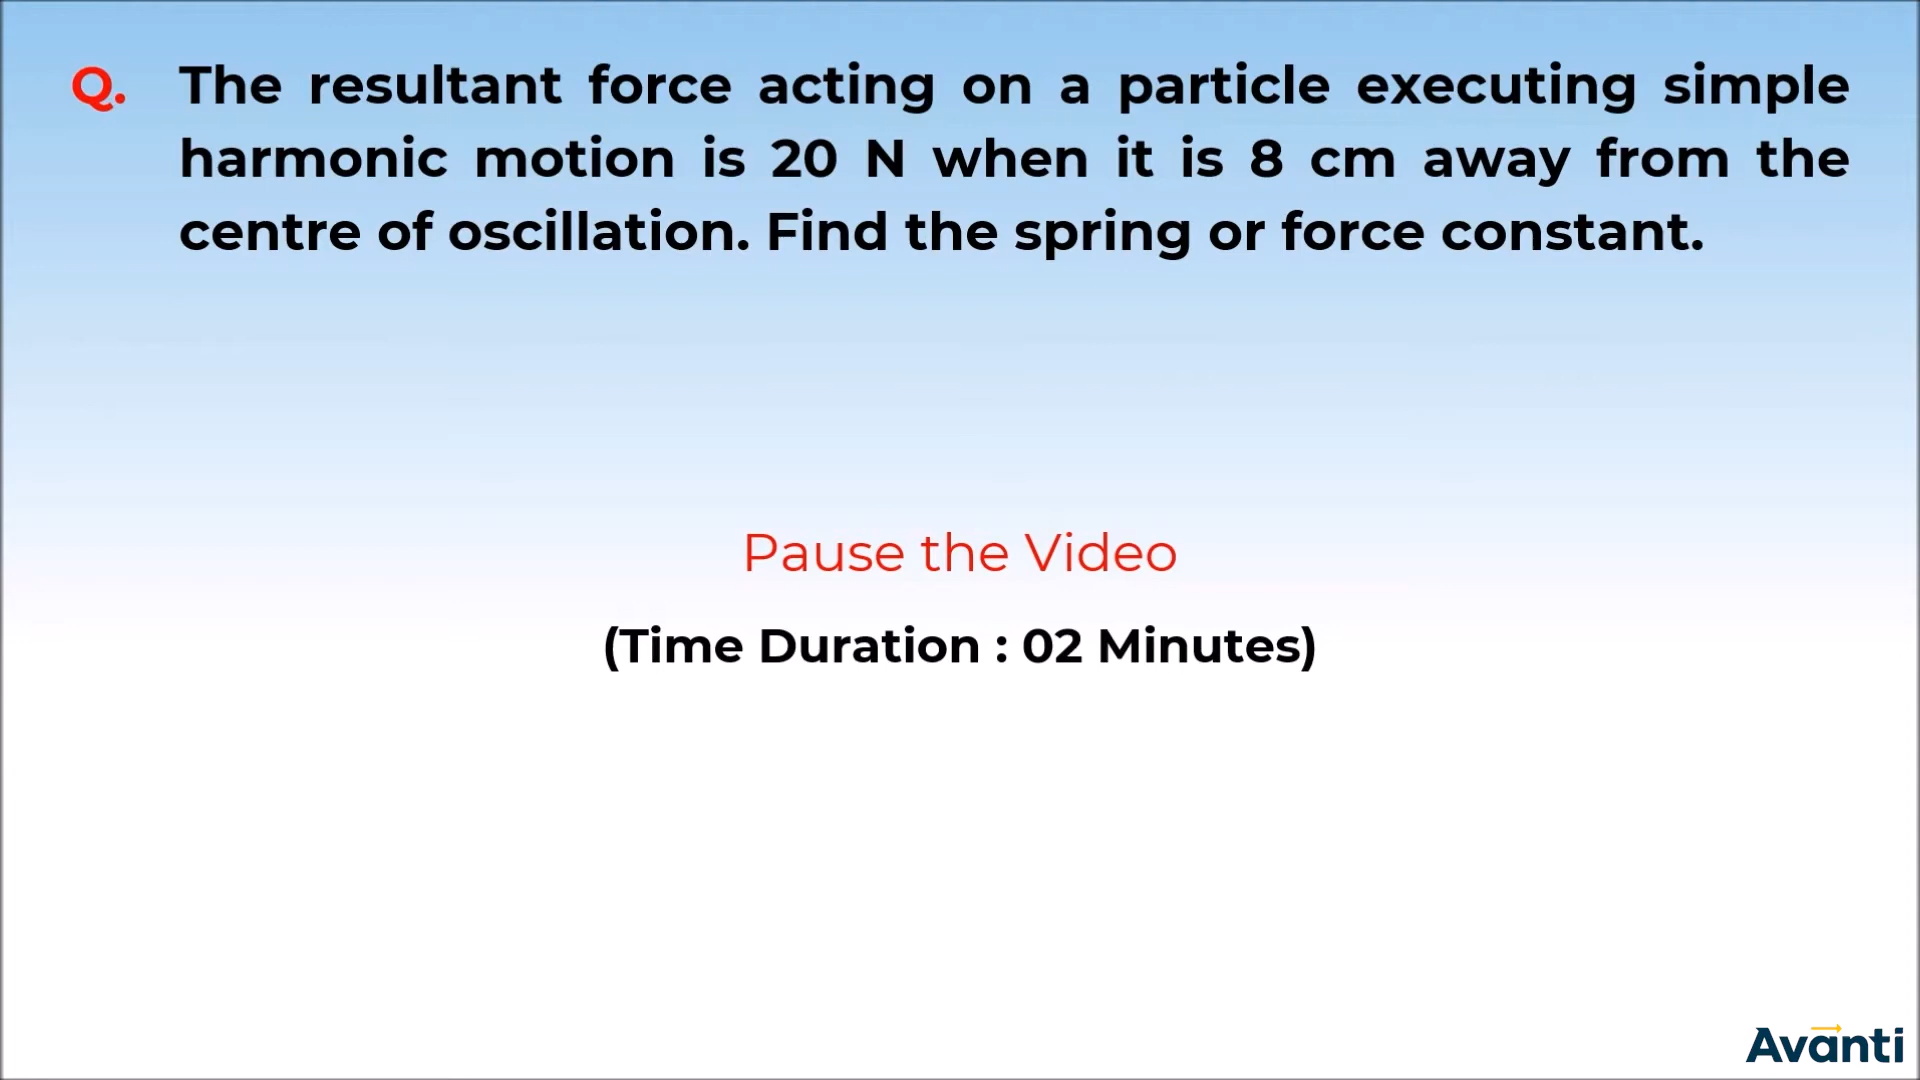 Q. The resultant force acting on a particle executing simple
harmonic motion is 20 N when it is 8 cm away from the
centre of oscillation. Find the spring or force constant.
Pause the Video
(Time Duration : 02 Minutes)
Avanti